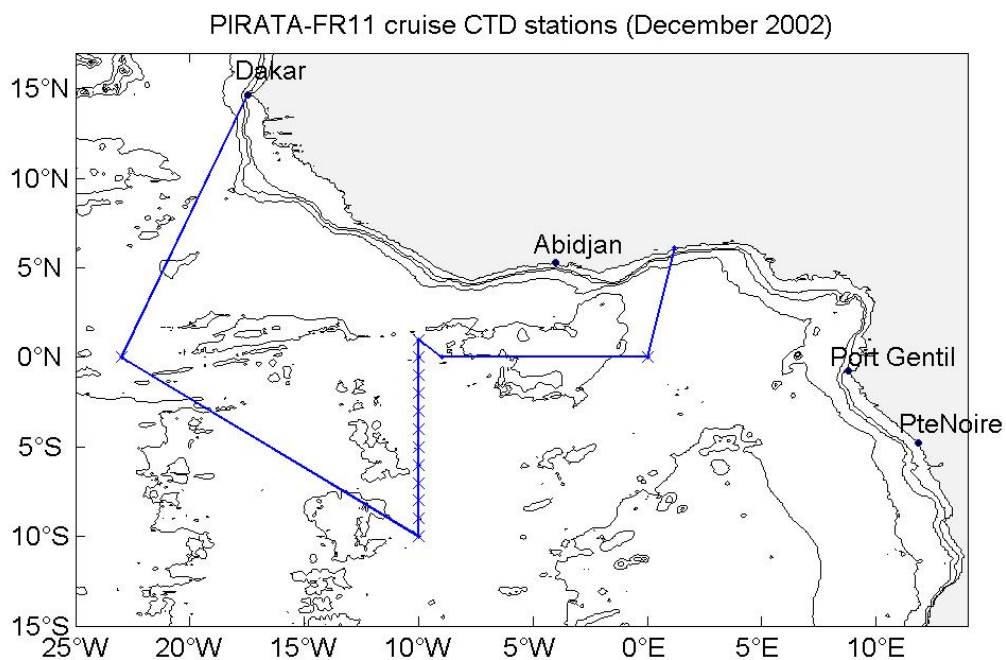 PIRATA-FR11 cruise CTD stations (December 2002)
15°N
Dakar
10°N
Abidjan
5°N
0°N
Port Gentil
PteNoire
5°S
10°S
15°S
25°W 20°W 15°W 10°W 5°W 0°E 5°E 10°E